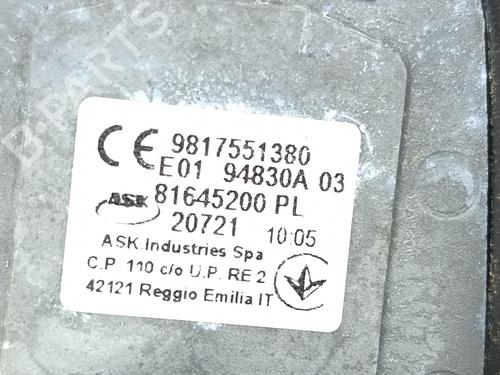 B-PARTS
CE 9817551380
E01 94830A 03
ASK 81645200 PL
20721 10:05
ASK Industries Spa
C.P. 110 c/o U.P. RE 2
42121 Reggio Emilia IT